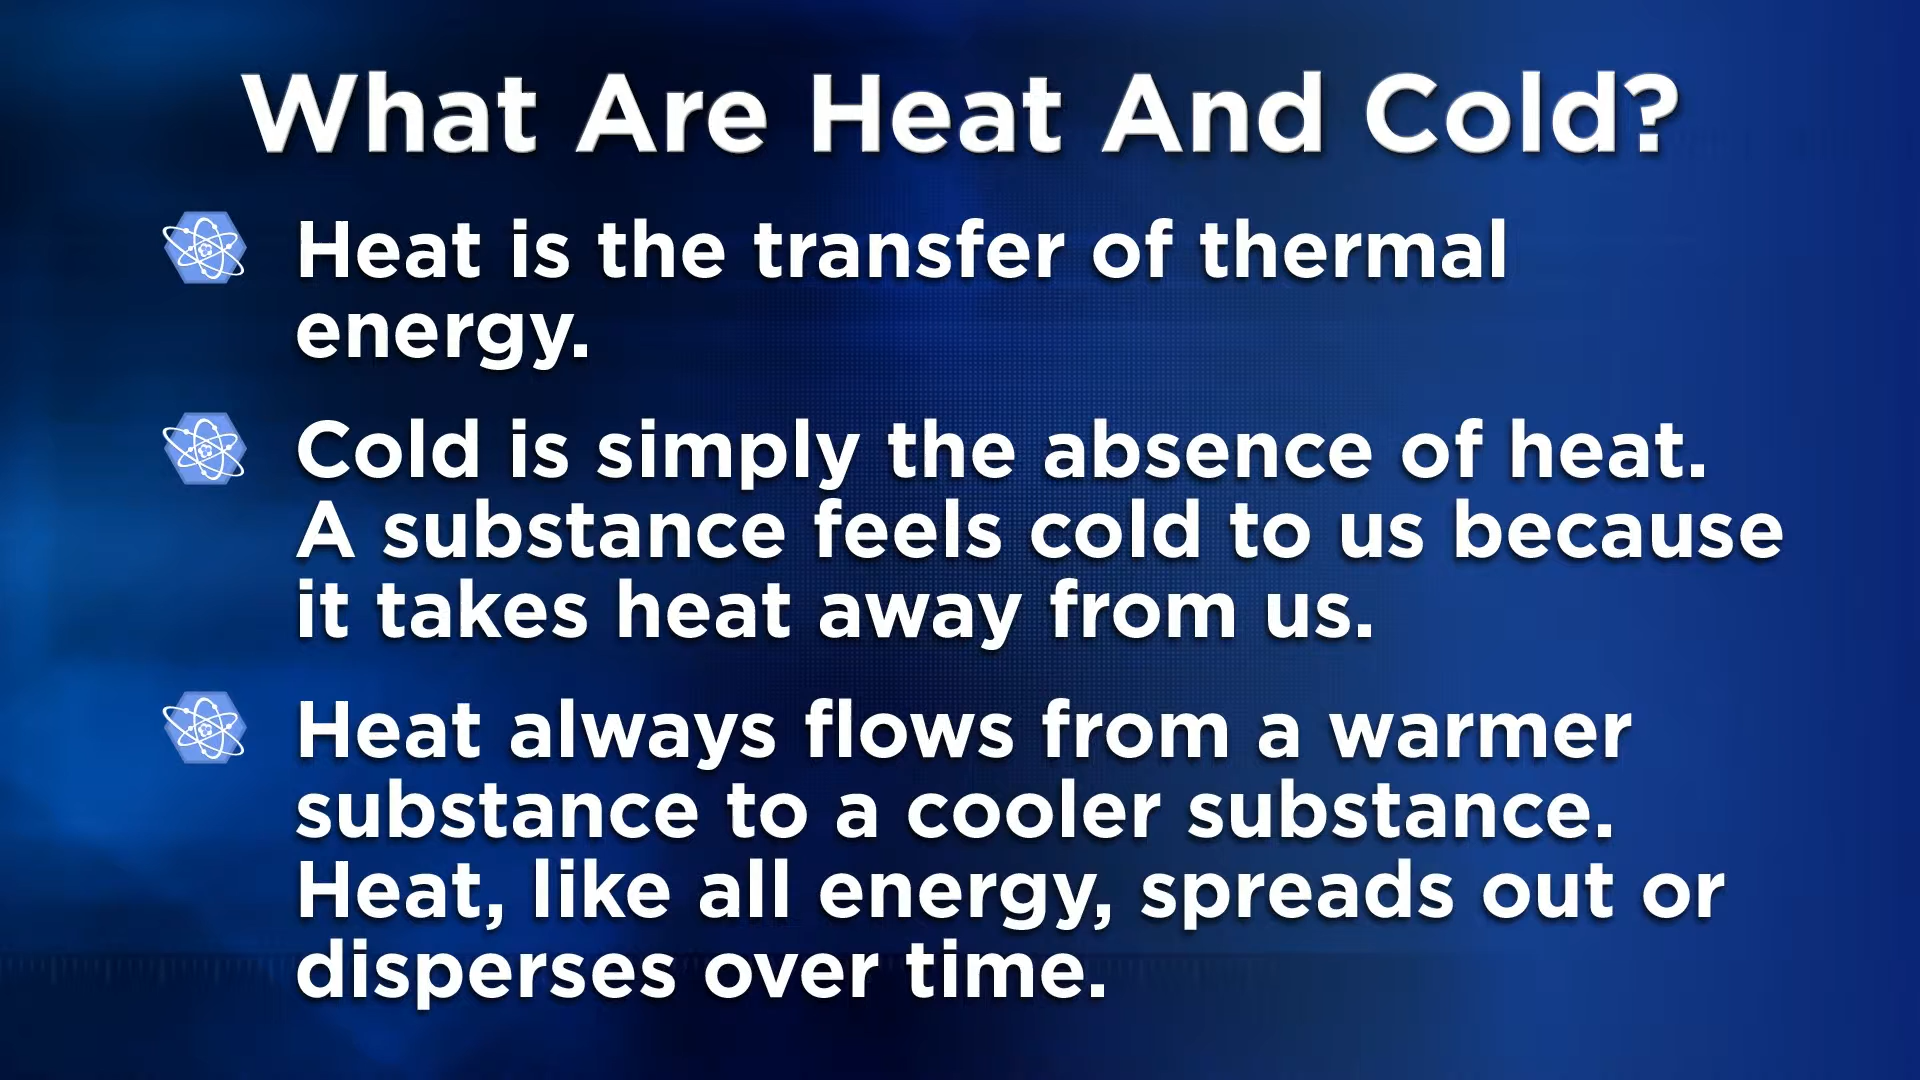 What Are Heat And Cold?
Heat is the transfer of thermal
energy.
Cold is simply the absence of heat.
A substance feels cold to us because
it takes heat away from us.
Heat always flows from a warmer
substance to a cooler substance.
Heat, like all energy, spreads out or
disperses over time.